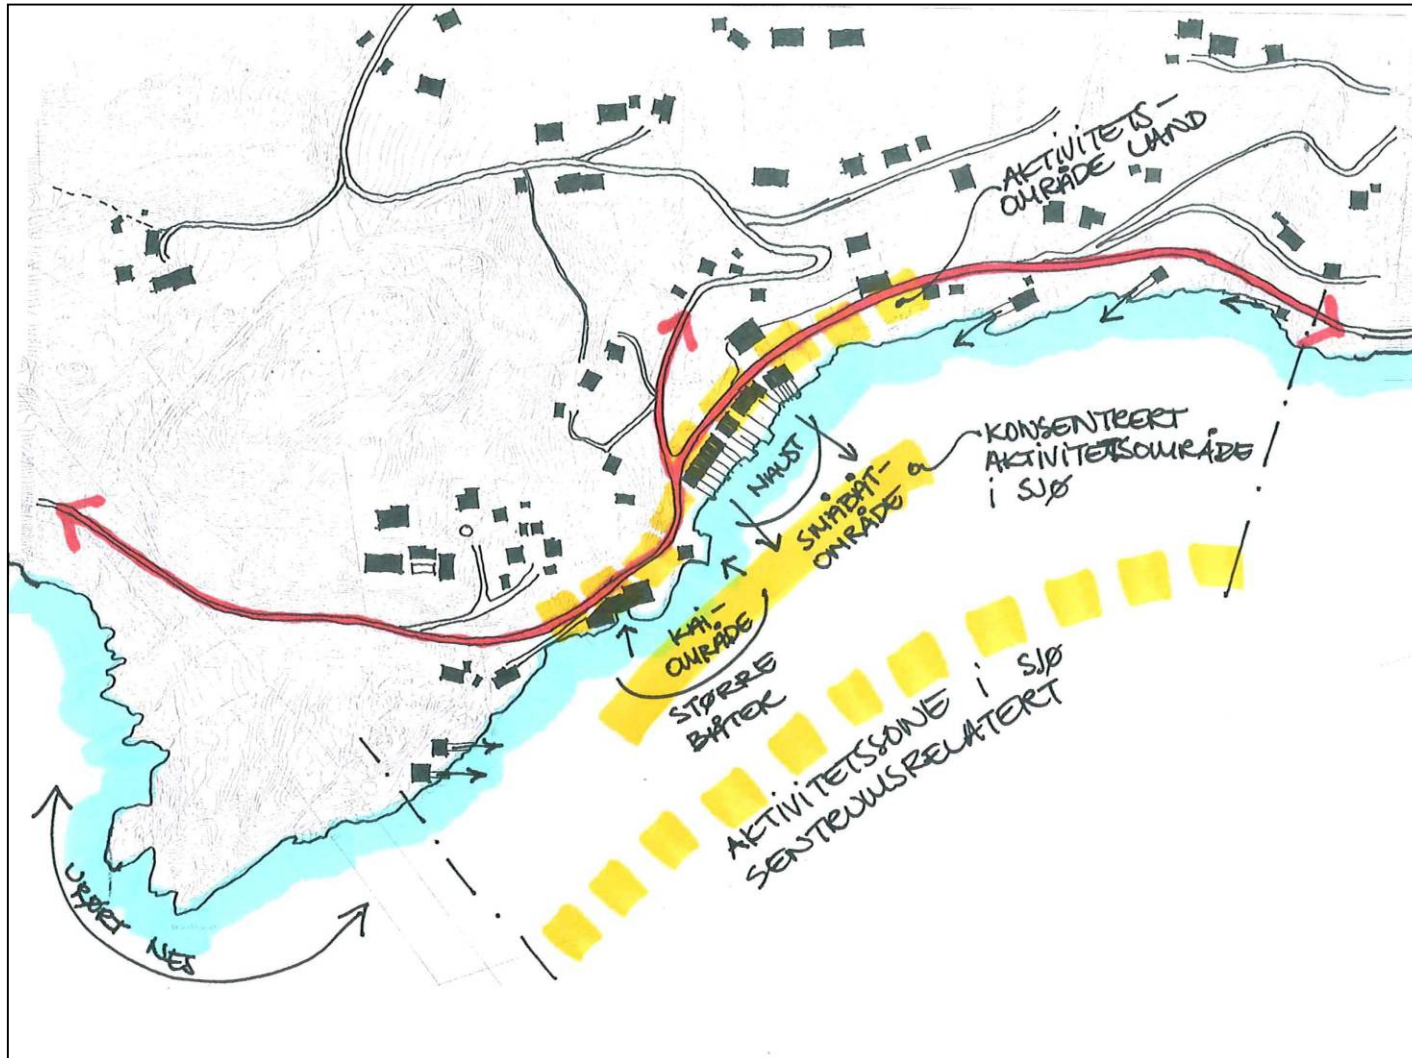 AKTIVITETS-
OMRÅDE LAND
KONSENTRERT
AKTIVITETSOMRÅDE
i SJØ
NAUST
SMÅBÅT-
OMRÅDE
KAI-
OMRÅDE
STØRRE
BÅTER
AKTIVITETSSONE i SJØ
SENTRUMSRELATERT
URØRT NES